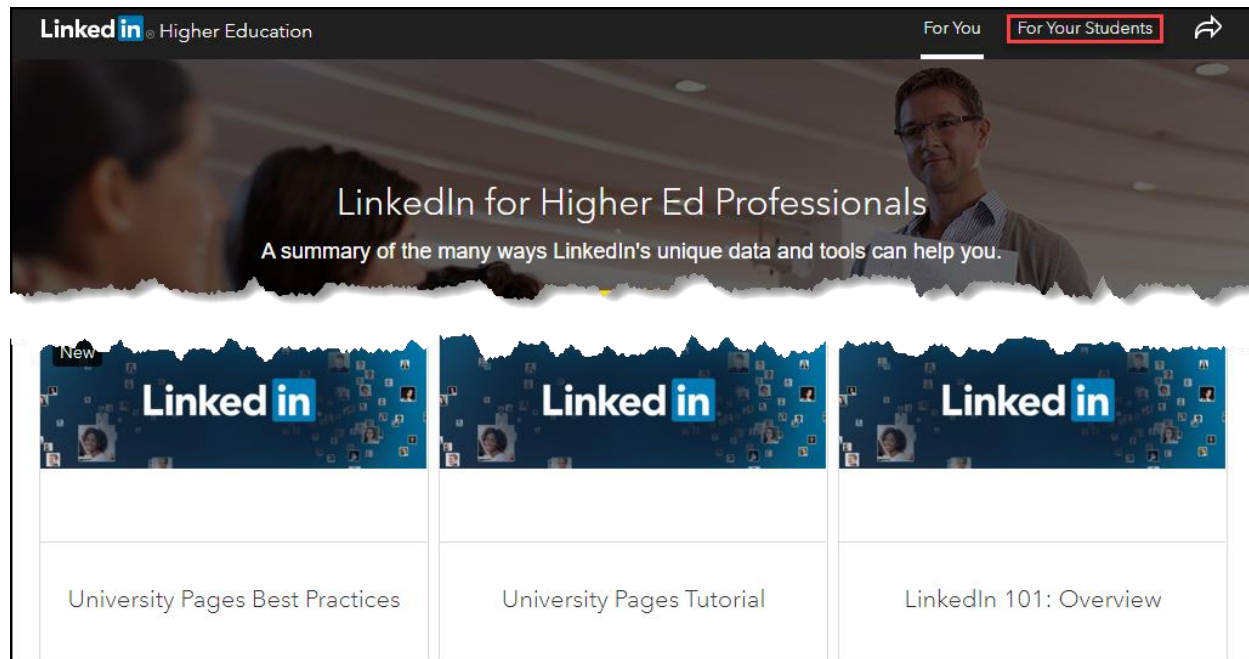 Linked in ® Higher Education
For You
For Your Students
LinkedIn for Higher Ed Professionals
A summary of the many ways LinkedIn's unique data and tools can help you.
New
Linked in
Linked in
Linked in
University Pages Best Practices
University Pages Tutorial
LinkedIn 101: Overview